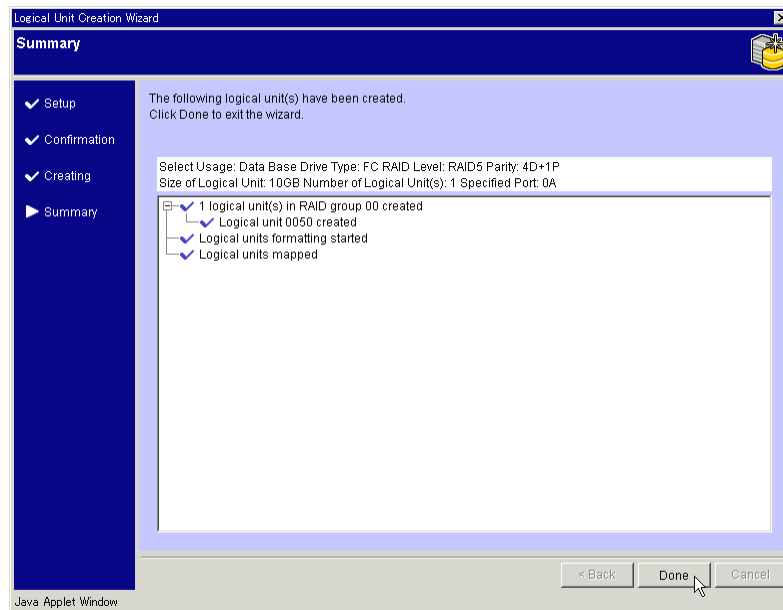 Logical Unit Creation Wizard
Summary
Setup
Confirmation
Creating
Summary
The following logical unit(s) have been created.
Click Done to exit the wizard.
Select Usage: Data Base Drive Type: FC RAID Level: RAID5 Parity: 4D+1P
Size of Logical Unit: 10GB Number of Logical Unit(s): 1 Specified Port: 0A
1 logical unit(s) in RAID group 00 created
Logical unit 0050 created
Logical units formatting started
Logical units mapped
< Back
Done
Cancel
Java Applet Window